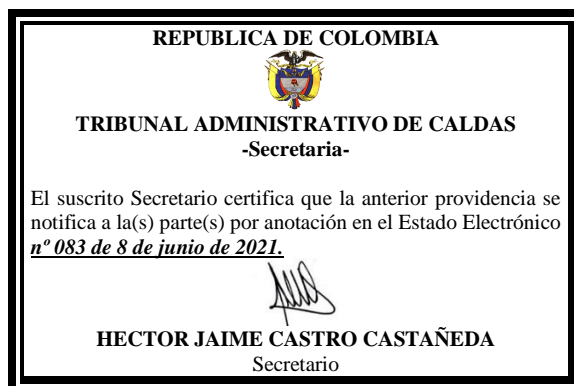 REPUBLICA DE COLOMBIA
TRIBUNAL ADMINISTRATIVO DE CALDAS
-Secretaria-
El suscrito Secretario certifica que la anterior providencia se
notifica a la(s) parte(s) por anotación en el Estado Electrónico
nº 083 de 8 de junio de 2021.
HECTOR JAIME CASTRO CASTAÑEDA
Secretario